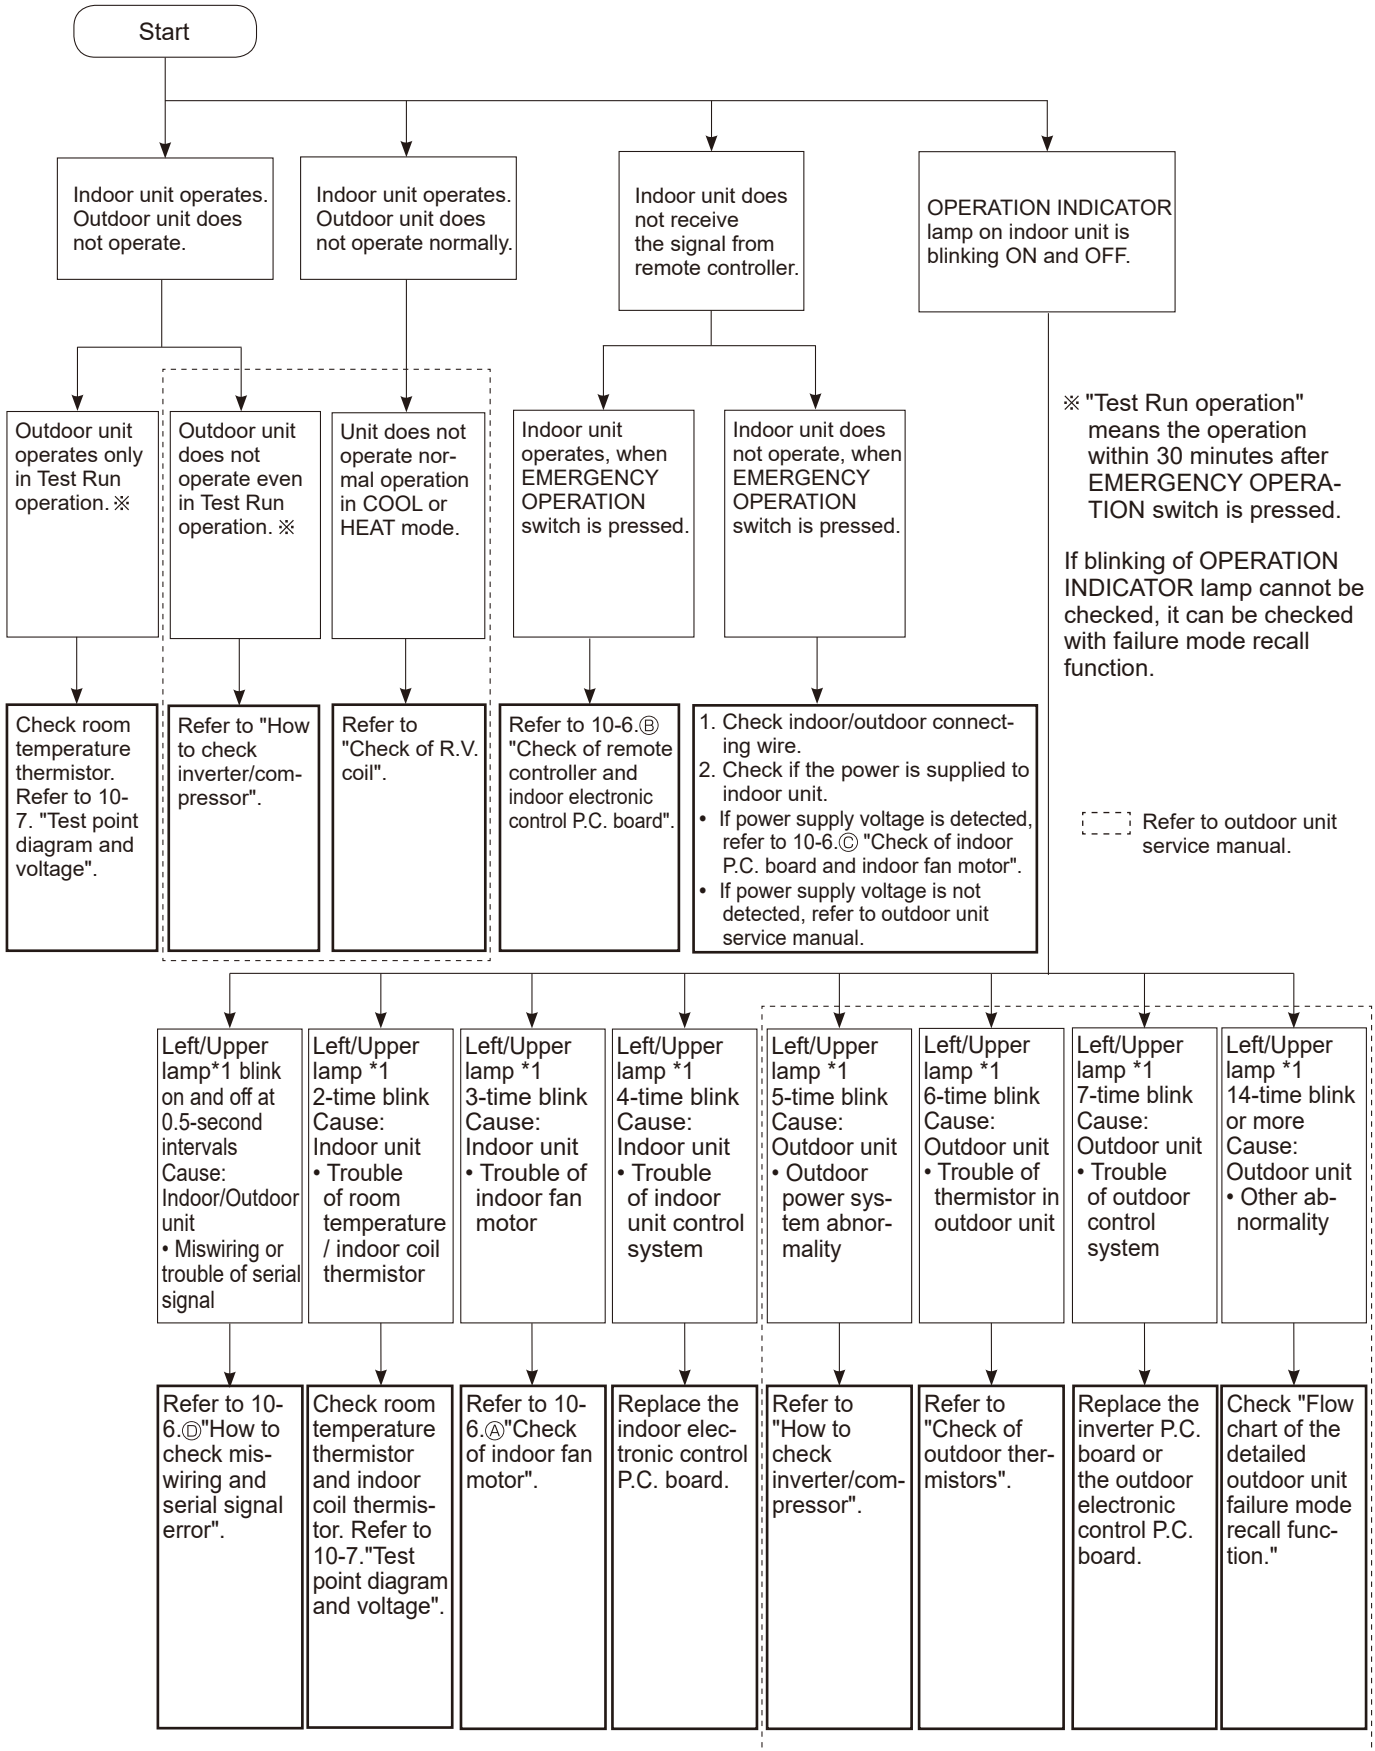 Start
Indoor unit operates.
Outdoor unit does
not operate.
Indoor unit operates.
Outdoor unit does
not operate normally.
Indoor unit does
not receive
the signal from
remote controller.
OPERATION INDICATOR
lamp on indoor unit is
blinking ON and OFF.
Outdoor unit
operates only
in Test Run
operation. ※
Outdoor unit
does not
operate even
in Test Run
operation. ※
Unit does not
operate nor-
mal operation
in COOL or
HEAT mode.
Indoor unit
operates, when
EMERGENCY
OPERATION
switch is pressed.
Indoor unit does
not operate, when
EMERGENCY
OPERATION
switch is pressed.
※ "Test Run operation"
means the operation
within 30 minutes after
EMERGENCY OPERA-
TION switch is pressed.
If blinking of OPERATION
INDICATOR lamp cannot be
checked, it can be checked
with failure mode recall
function.
Check room
temperature
thermistor.
Refer to 10-
7. "Test point
diagram and
voltage".
Refer to "How
to check
inverter/com-
pressor".
Refer to
"Check of R.V.
coil".
Refer to 10-6.Ⓑ
"Check of remote
controller and
indoor electronic
control P.C. board".
1. Check indoor/outdoor connect-
ing wire.
2. Check if the power is supplied to
indoor unit.
• If power supply voltage is detected,
refer to 10-6.Ⓒ "Check of indoor
P.C. board and indoor fan motor".
• If power supply voltage is not
detected, refer to outdoor unit
service manual.
Refer to outdoor unit
service manual.
Left/Upper
lamp*1 blink
on and off at
0.5-second
intervals
Cause:
Indoor/Outdoor
unit
• Miswiring or
trouble of serial
signal
Left/Upper
lamp *1
2-time blink
Cause:
Indoor unit
• Trouble
of room
temperature
/ indoor coil
thermistor
Left/Upper
lamp *1
3-time blink
Cause:
Indoor unit
• Trouble of
indoor fan
motor
Left/Upper
lamp *1
4-time blink
Cause:
Indoor unit
• Trouble
of indoor
unit control
system
Left/Upper
lamp *1
5-time blink
Cause:
Outdoor unit
• Outdoor
power sys-
tem abnor-
mality
Left/Upper
lamp *1
6-time blink
Cause:
Outdoor unit
• Trouble of
thermistor in
outdoor unit
Left/Upper
lamp *1
7-time blink
Cause:
Outdoor unit
• Trouble
of outdoor
control
system
Left/Upper
lamp *1
14-time blink
or more
Cause:
Outdoor unit
• Other ab-
normality
Refer to 10-
6.Ⓓ"How to
check mis-
wiring and
serial signal
error".
Check room
temperature
thermistor
and indoor
coil thermis-
tor. Refer to
10-7."Test
point diagram
and voltage".
Refer to 10-
6.Ⓐ"Check
of indoor fan
motor".
Replace the
indoor elec-
tronic control
P.C. board.
Refer to
"How to
check
inverter/com-
pressor".
Refer to
"Check of
outdoor ther-
mistors".
Replace the
inverter P.C.
board or
the outdoor
electronic
control P.C.
board.
Check "Flow
chart of the
detailed
outdoor unit
failure mode
recall func-
tion."